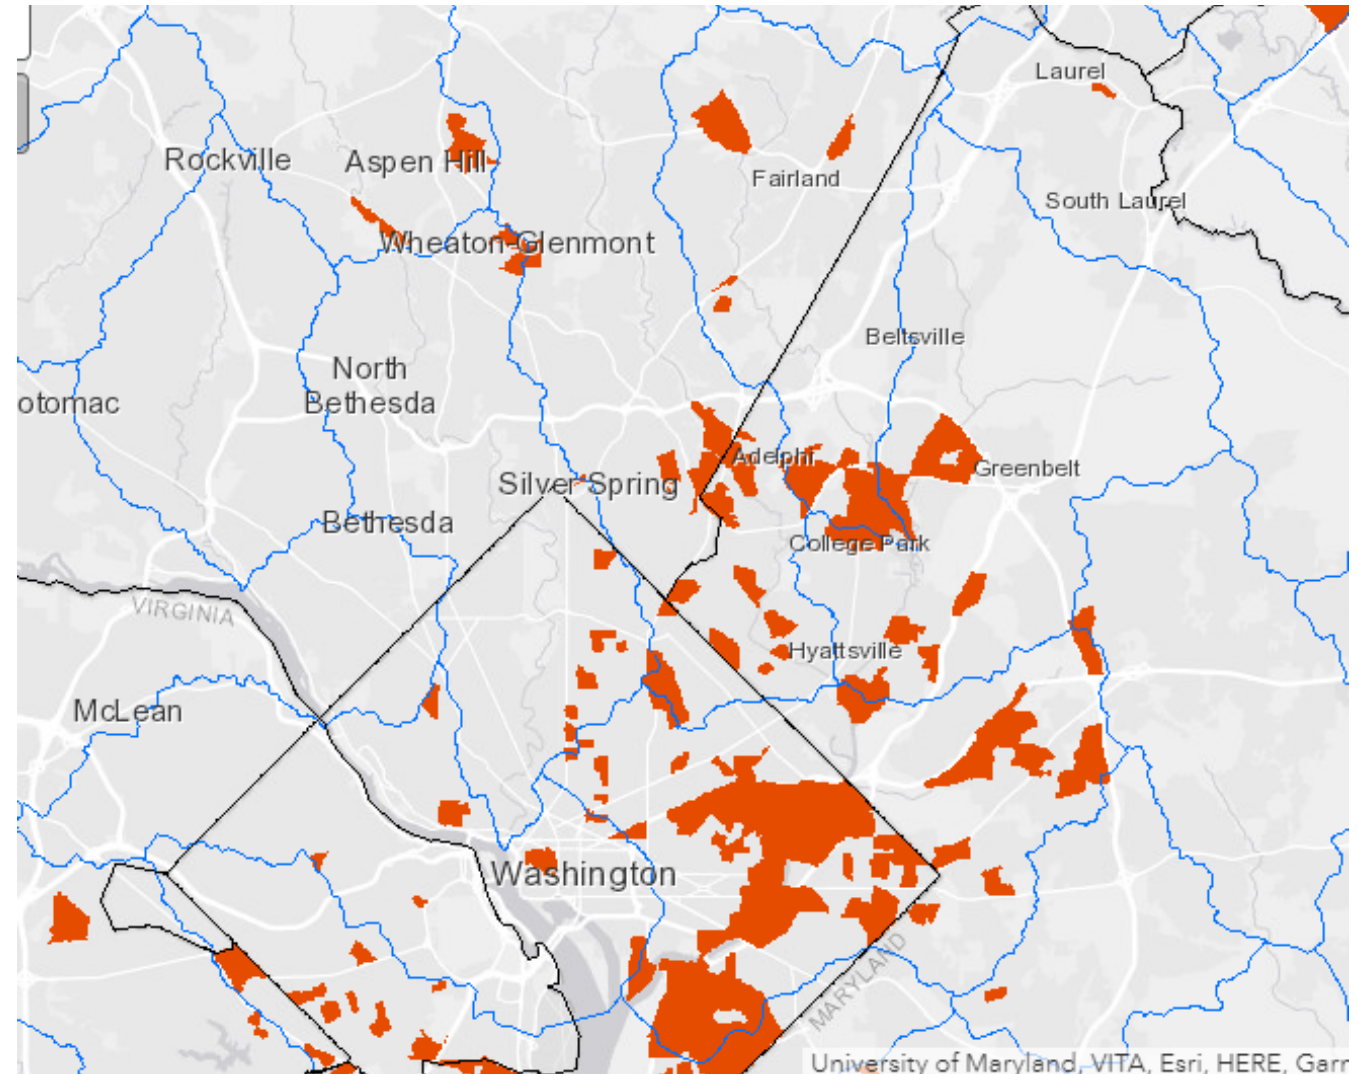 Laurel
Rockville
Aspen Hill
Fairland
South Laurel
Wheaton-Glenmont
Beltsville
North
Bethesda
otomac
Adelphi
Greenbelt
Silver Spring
Bethesda
College Park
VIRGINIA
Hyattsville
McLean
Washington
MARYLAND
University of Maryland, VITA, Esri, HERE, Garr